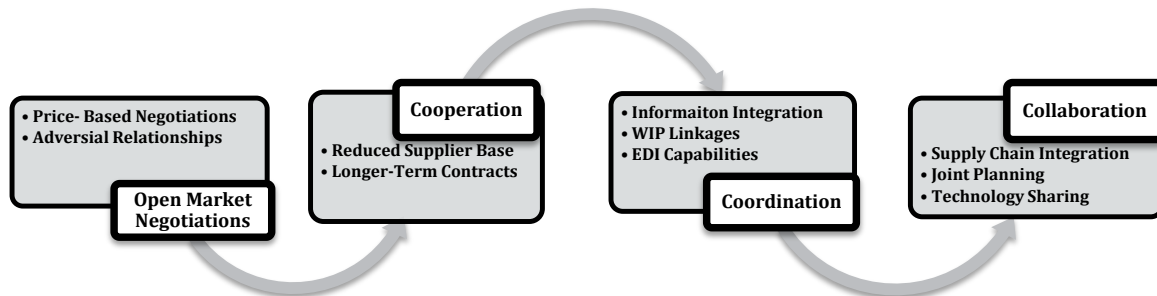 • Price- Based Negotiations
• Adversial Relationships
Open Market
Negotiations
Cooperation
• Reduced Supplier Base
• Longer-Term Contracts
• Informaiton Integration
• WIP Linkages
• EDI Capabilities
Coordination
Collaboration
• Supply Chain Integration
• Joint Planning
• Technology Sharing